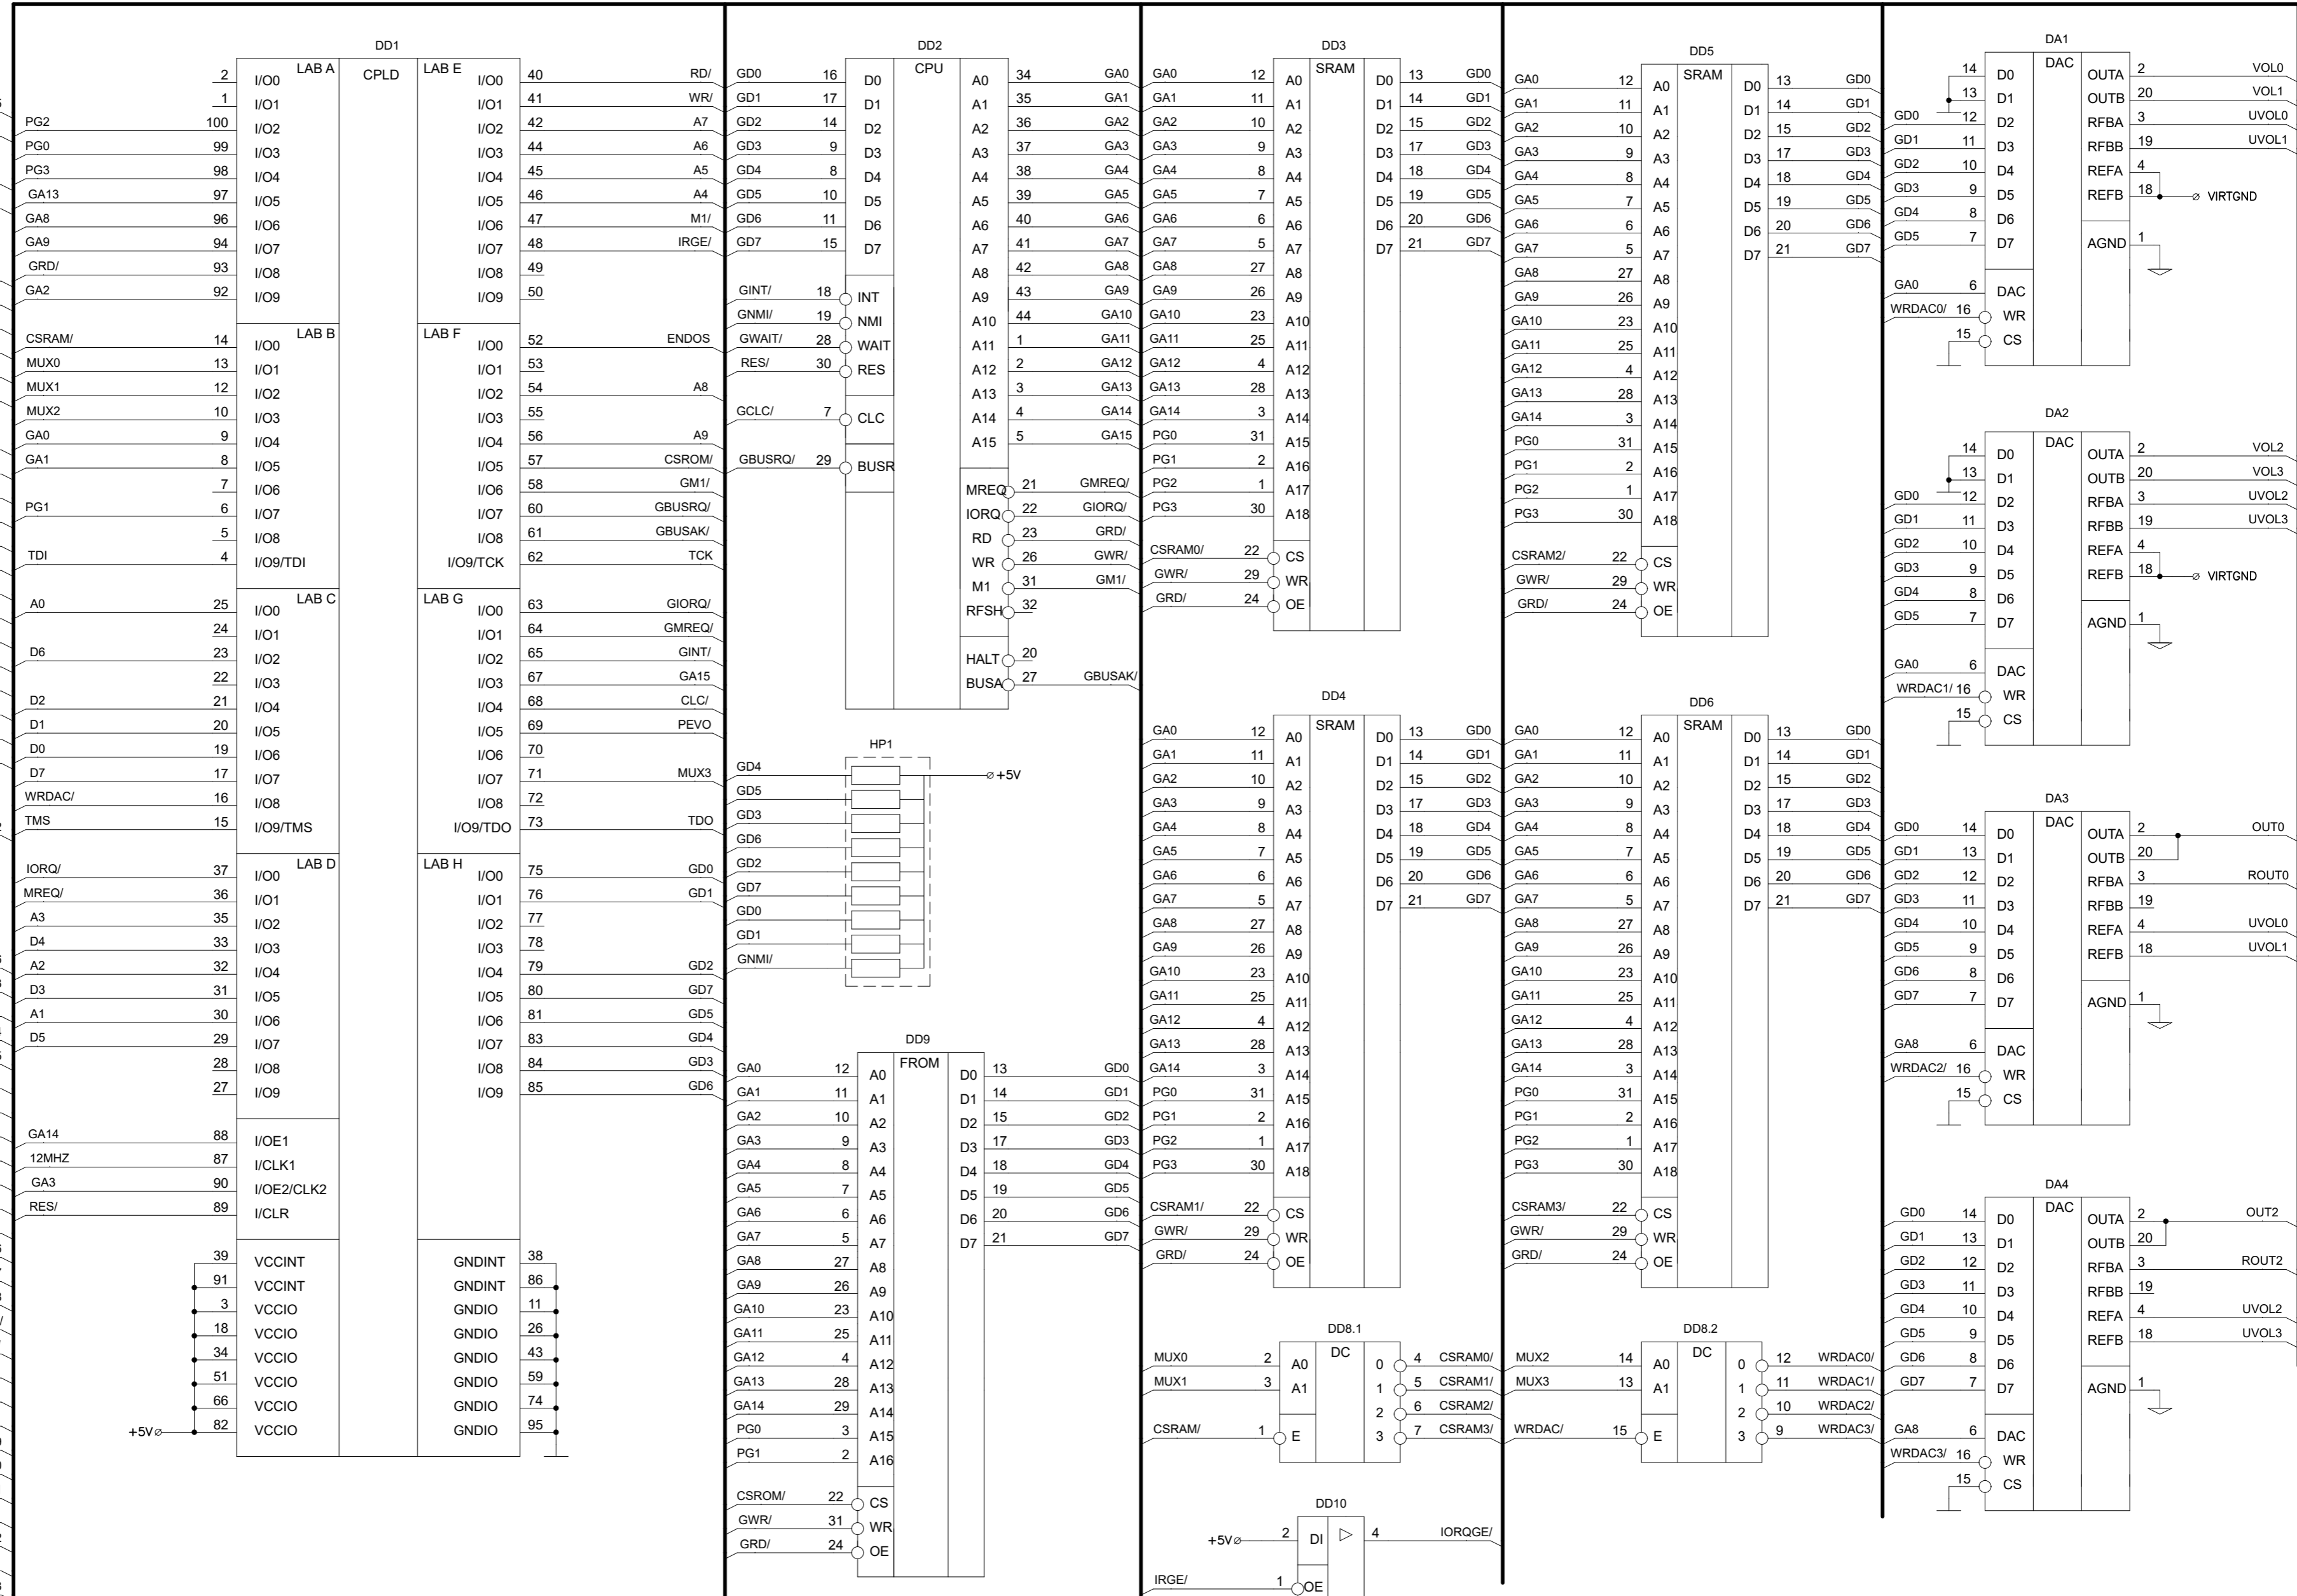 DD1
CPLD
LAB A
2 I/O0
1 I/O1
PG2 100 I/O2
PG0 99 I/O3
PG3 98 I/O4
GA13 97 I/O5
GA8 96 I/O6
GA9 94 I/O7
GRD/ 93 I/O8
GA2 92 I/O9
LAB B
CSRAM/ 14 I/O0
MUX0 13 I/O1
MUX1 12 I/O2
MUX2 10 I/O3
GA0 9 I/O4
GA1 8 I/O5
7 I/O6
PG1 6 I/O7
5 I/O8
TDI 4 I/O9/TDI
LAB C
A0 25 I/O0
24 I/O1
D6 23 I/O2
22 I/O3
D2 21 I/O4
D1 20 I/O5
D0 19 I/O6
D7 17 I/O7
WRDAC/ 16 I/O8
TMS 15 I/O9/TMS
LAB D
IORQ/ 37 I/O0
MREQ/ 36 I/O1
A3 35 I/O2
D4 33 I/O3
A2 32 I/O4
D3 31 I/O5
A1 30 I/O6
D5 29 I/O7
28 I/O8
27 I/O9
GA14 88 I/OE1
12MHZ 87 I/CLK1
GA3 90 I/OE2/CLK2
RES/ 89 I/CLR
39 VCCINT
91 VCCINT
3 VCCIO
18 VCCIO
34 VCCIO
51 VCCIO
66 VCCIO
+5V 82 VCCIO
LAB E
I/O0 40 RD/
I/O1 41 WR/
I/O2 42 A7
I/O3 44 A6
I/O4 45 A5
I/O5 46 A4
I/O6 47 M1/
I/O7 48 IRGE/
I/O8 49
I/O9 50
LAB F
I/O0 52 ENDOS
I/O1 53
I/O2 54 A8
I/O3 55
I/O4 56 A9
I/O5 57 CSROM/
I/O6 58 GM1/
I/O7 60 GBUSRQ/
I/O8 61 GBUSAK/
I/O9/TCK 62 TCK
LAB G
I/O0 63 GIORQ/
I/O1 64 GMREQ/
I/O2 65 GINT/
I/O3 67 GA15
I/O4 68 CLC/
I/O5 69 PEVO
I/O6 70
I/O7 71 MUX3
I/O8 72
I/O9/TDO 73 TDO
LAB H
I/O0 75 GD0
I/O1 76 GD1
I/O2 77
I/O3 78
I/O4 79 GD2
I/O5 80 GD7
I/O6 81 GD5
I/O7 83 GD4
I/O8 84 GD3
I/O9 85 GD6
GNDINT 38
GNDINT 86
GNDIO 11
GNDIO 26
GNDIO 43
GNDIO 59
GNDIO 74
GNDIO 95
DD2
CPU
GD0 16 D0
GD1 17 D1
GD2 14 D2
GD3 9 D3
GD4 8 D4
GD5 10 D5
GD6 11 D6
GD7 15 D7
GINT/ 18 INT
GNMI/ 19 NMI
GWAIT/ 28 WAIT
RES/ 30 RES
GCLC/ 7 CLC
GBUSRQ/ 29 BUSR
A0 34 GA0
A1 35 GA1
A2 36 GA2
A3 37 GA3
A4 38 GA4
A5 39 GA5
A6 40 GA6
A7 41 GA7
A8 42 GA8
A9 43 GA9
A10 44 GA10
A11 1 GA11
A12 2 GA12
A13 3 GA13
A14 4 GA14
A15 5 GA15
MREQ 21 GMREQ/
IORQ 22 GIORQ/
RD 23 GRD/
WR 26 GWR/
M1 31 GM1/
RFSH 32
HALT 20
BUSA 27 GBUSAK/
HP1
GD4 +5V
GD5
GD3
GD6
GD2
GD7
GD0
GD1
GNMI/
DD9
FROM
GA0 12 A0 D0 13 GD0
GA1 11 A1 D1 14 GD1
GA2 10 A2 D2 15 GD2
GA3 9 A3 D3 17 GD3
GA4 8 A4 D4 18 GD4
GA5 7 A5 D5 19 GD5
GA6 6 A6 D6 20 GD6
GA7 5 A7 D7 21 GD7
GA8 27 A8
GA9 26 A9
GA10 23 A10
GA11 25 A11
GA12 4 A12
GA13 28 A13
GA14 29 A14
PG0 3 A15
PG1 2 A16
CSROM/ 22 CS
GWR/ 31 WR
GRD/ 24 OE
DD3
SRAM
GA0 12 A0 D0 13 GD0
GA1 11 A1 D1 14 GD1
GA2 10 A2 D2 15 GD2
GA3 9 A3 D3 17 GD3
GA4 8 A4 D4 18 GD4
GA5 7 A5 D5 19 GD5
GA6 6 A6 D6 20 GD6
GA7 5 A7 D7 21 GD7
GA8 27 A8
GA9 26 A9
GA10 23 A10
GA11 25 A11
GA12 4 A12
GA13 28 A13
GA14 3 A14
PG0 31 A15
PG1 2 A16
PG2 1 A17
PG3 30 A18
CSRAM0/ 22 CS
GWR/ 29 WR
GRD/ 24 OE
DD4
SRAM
GA0 12 A0 D0 13 GD0
GA1 11 A1 D1 14 GD1
GA2 10 A2 D2 15 GD2
GA3 9 A3 D3 17 GD3
GA4 8 A4 D4 18 GD4
GA5 7 A5 D5 19 GD5
GA6 6 A6 D6 20 GD6
GA7 5 A7 D7 21 GD7
GA8 27 A8
GA9 26 A9
GA10 23 A10
GA11 25 A11
GA12 4 A12
GA13 28 A13
GA14 3 A14
PG0 31 A15
PG1 2 A16
PG2 1 A17
PG3 30 A18
CSRAM1/ 22 CS
GWR/ 29 WR
GRD/ 24 OE
DD8.1
DC
MUX0 2 A0 0 4 CSRAM0/
MUX1 3 A1 1 5 CSRAM1/
2 6 CSRAM2/
CSRAM/ 1 E 3 7 CSRAM3/
DD10
+5V 2 DI 4 IORQGE/
IRGE/ 1 OE
DD5
SRAM
GA0 12 A0 D0 13 GD0
GA1 11 A1 D1 14 GD1
GA2 10 A2 D2 15 GD2
GA3 9 A3 D3 17 GD3
GA4 8 A4 D4 18 GD4
GA5 7 A5 D5 19 GD5
GA6 6 A6 D6 20 GD6
GA7 5 A7 D7 21 GD7
GA8 27 A8
GA9 26 A9
GA10 23 A10
GA11 25 A11
GA12 4 A12
GA13 28 A13
GA14 3 A14
PG0 31 A15
PG1 2 A16
PG2 1 A17
PG3 30 A18
CSRAM2/ 22 CS
GWR/ 29 WR
GRD/ 24 OE
DD6
SRAM
GA0 12 A0 D0 13 GD0
GA1 11 A1 D1 14 GD1
GA2 10 A2 D2 15 GD2
GA3 9 A3 D3 17 GD3
GA4 8 A4 D4 18 GD4
GA5 7 A5 D5 19 GD5
GA6 6 A6 D6 20 GD6
GA7 5 A7 D7 21 GD7
GA8 27 A8
GA9 26 A9
GA10 23 A10
GA11 25 A11
GA12 4 A12
GA13 28 A13
GA14 3 A14
PG0 31 A15
PG1 2 A16
PG2 1 A17
PG3 30 A18
CSRAM3/ 22 CS
GWR/ 29 WR
GRD/ 24 OE
DD8.2
DC
MUX2 14 A0 0 12 WRDAC0/
MUX3 13 A1 1 11 WRDAC1/
2 10 WRDAC2/
WRDAC/ 15 E 3 9 WRDAC3/
DA1
DAC
14 D0 OUTA 2 VOL0
13 D1 OUTB 20 VOL1
GD0 12 D2 RFBA 3 UVOL0
GD1 11 D3 RFBB 19 UVOL1
GD2 10 D4 REFA 4
GD3 9 D5 REFB 18 VIRTGND
GD4 8 D6
GD5 7 D7 AGND 1
GA0 6 DAC
WRDAC0/ 16 WR
15 CS
DA2
DAC
14 D0 OUTA 2 VOL2
13 D1 OUTB 20 VOL3
GD0 12 D2 RFBA 3 UVOL2
GD1 11 D3 RFBB 19 UVOL3
GD2 10 D4 REFA 4
GD3 9 D5 REFB 18 VIRTGND
GD4 8 D6
GD5 7 D7 AGND 1
GA0 6 DAC
WRDAC1/ 16 WR
15 CS
DA3
DAC
GD0 14 D0 OUTA 2 OUT0
GD1 13 D1 OUTB 20
GD2 12 D2 RFBA 3 ROUT0
GD3 11 D3 RFBB 19
GD4 10 D4 REFA 4 UVOL0
GD5 9 D5 REFB 18 UVOL1
GD6 8 D6
GD7 7 D7 AGND 1
GA8 6 DAC
WRDAC2/ 16 WR
15 CS
DA4
DAC
GD0 14 D0 OUTA 2 OUT2
GD1 13 D1 OUTB 20
GD2 12 D2 RFBA 3 ROUT2
GD3 11 D3 RFBB 19
GD4 10 D4 REFA 4 UVOL2
GD5 9 D5 REFB 18 UVOL3
GD6 8 D6
GD7 7 D7 AGND 1
GA8 6 DAC
WRDAC3/ 16 WR
15 CS